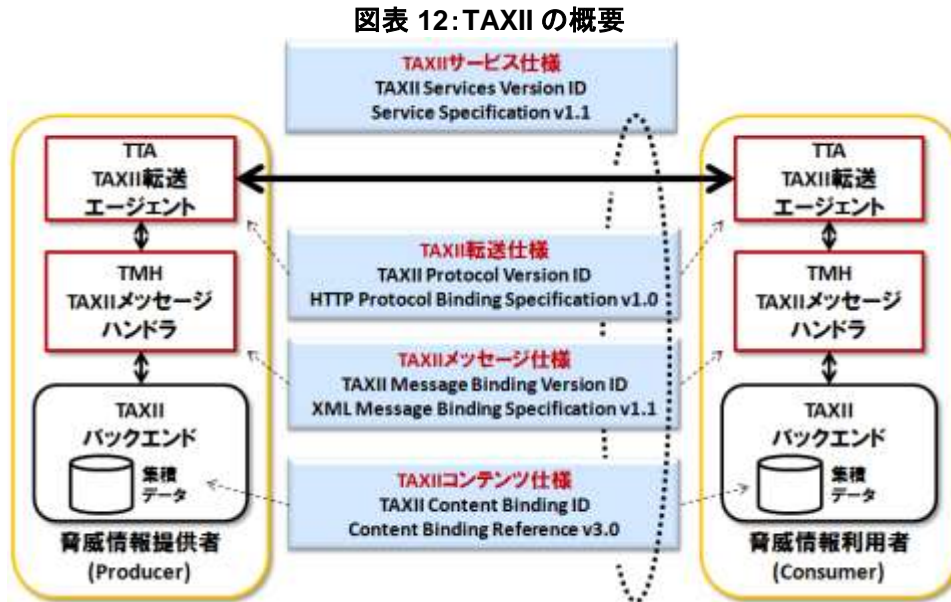 図表 12:TAXII の概要
TAXIIサービス仕様
TAXII Services Version ID
Service Specification v1.1
TTA
TAXII転送
エージェント
TMH
TAXIIメッセージ
ハンドラ
TAXII
バックエンド
集積
データ
脅威情報提供者
(Producer)
TAXII転送仕様
TAXII Protocol Version ID
HTTP Protocol Binding Specification v1.0
TAXIIメッセージ仕様
TAXII Message Binding Version ID
XML Message Binding Specification v1.1
TAXIIコンテンツ仕様
TAXII Content Binding ID
Content Binding Reference v3.0
TTA
TAXII転送
エージェント
TMH
TAXIIメッセージ
ハンドラ
TAXII
バックエンド
集積
データ
脅威情報利用者
(Consumer)